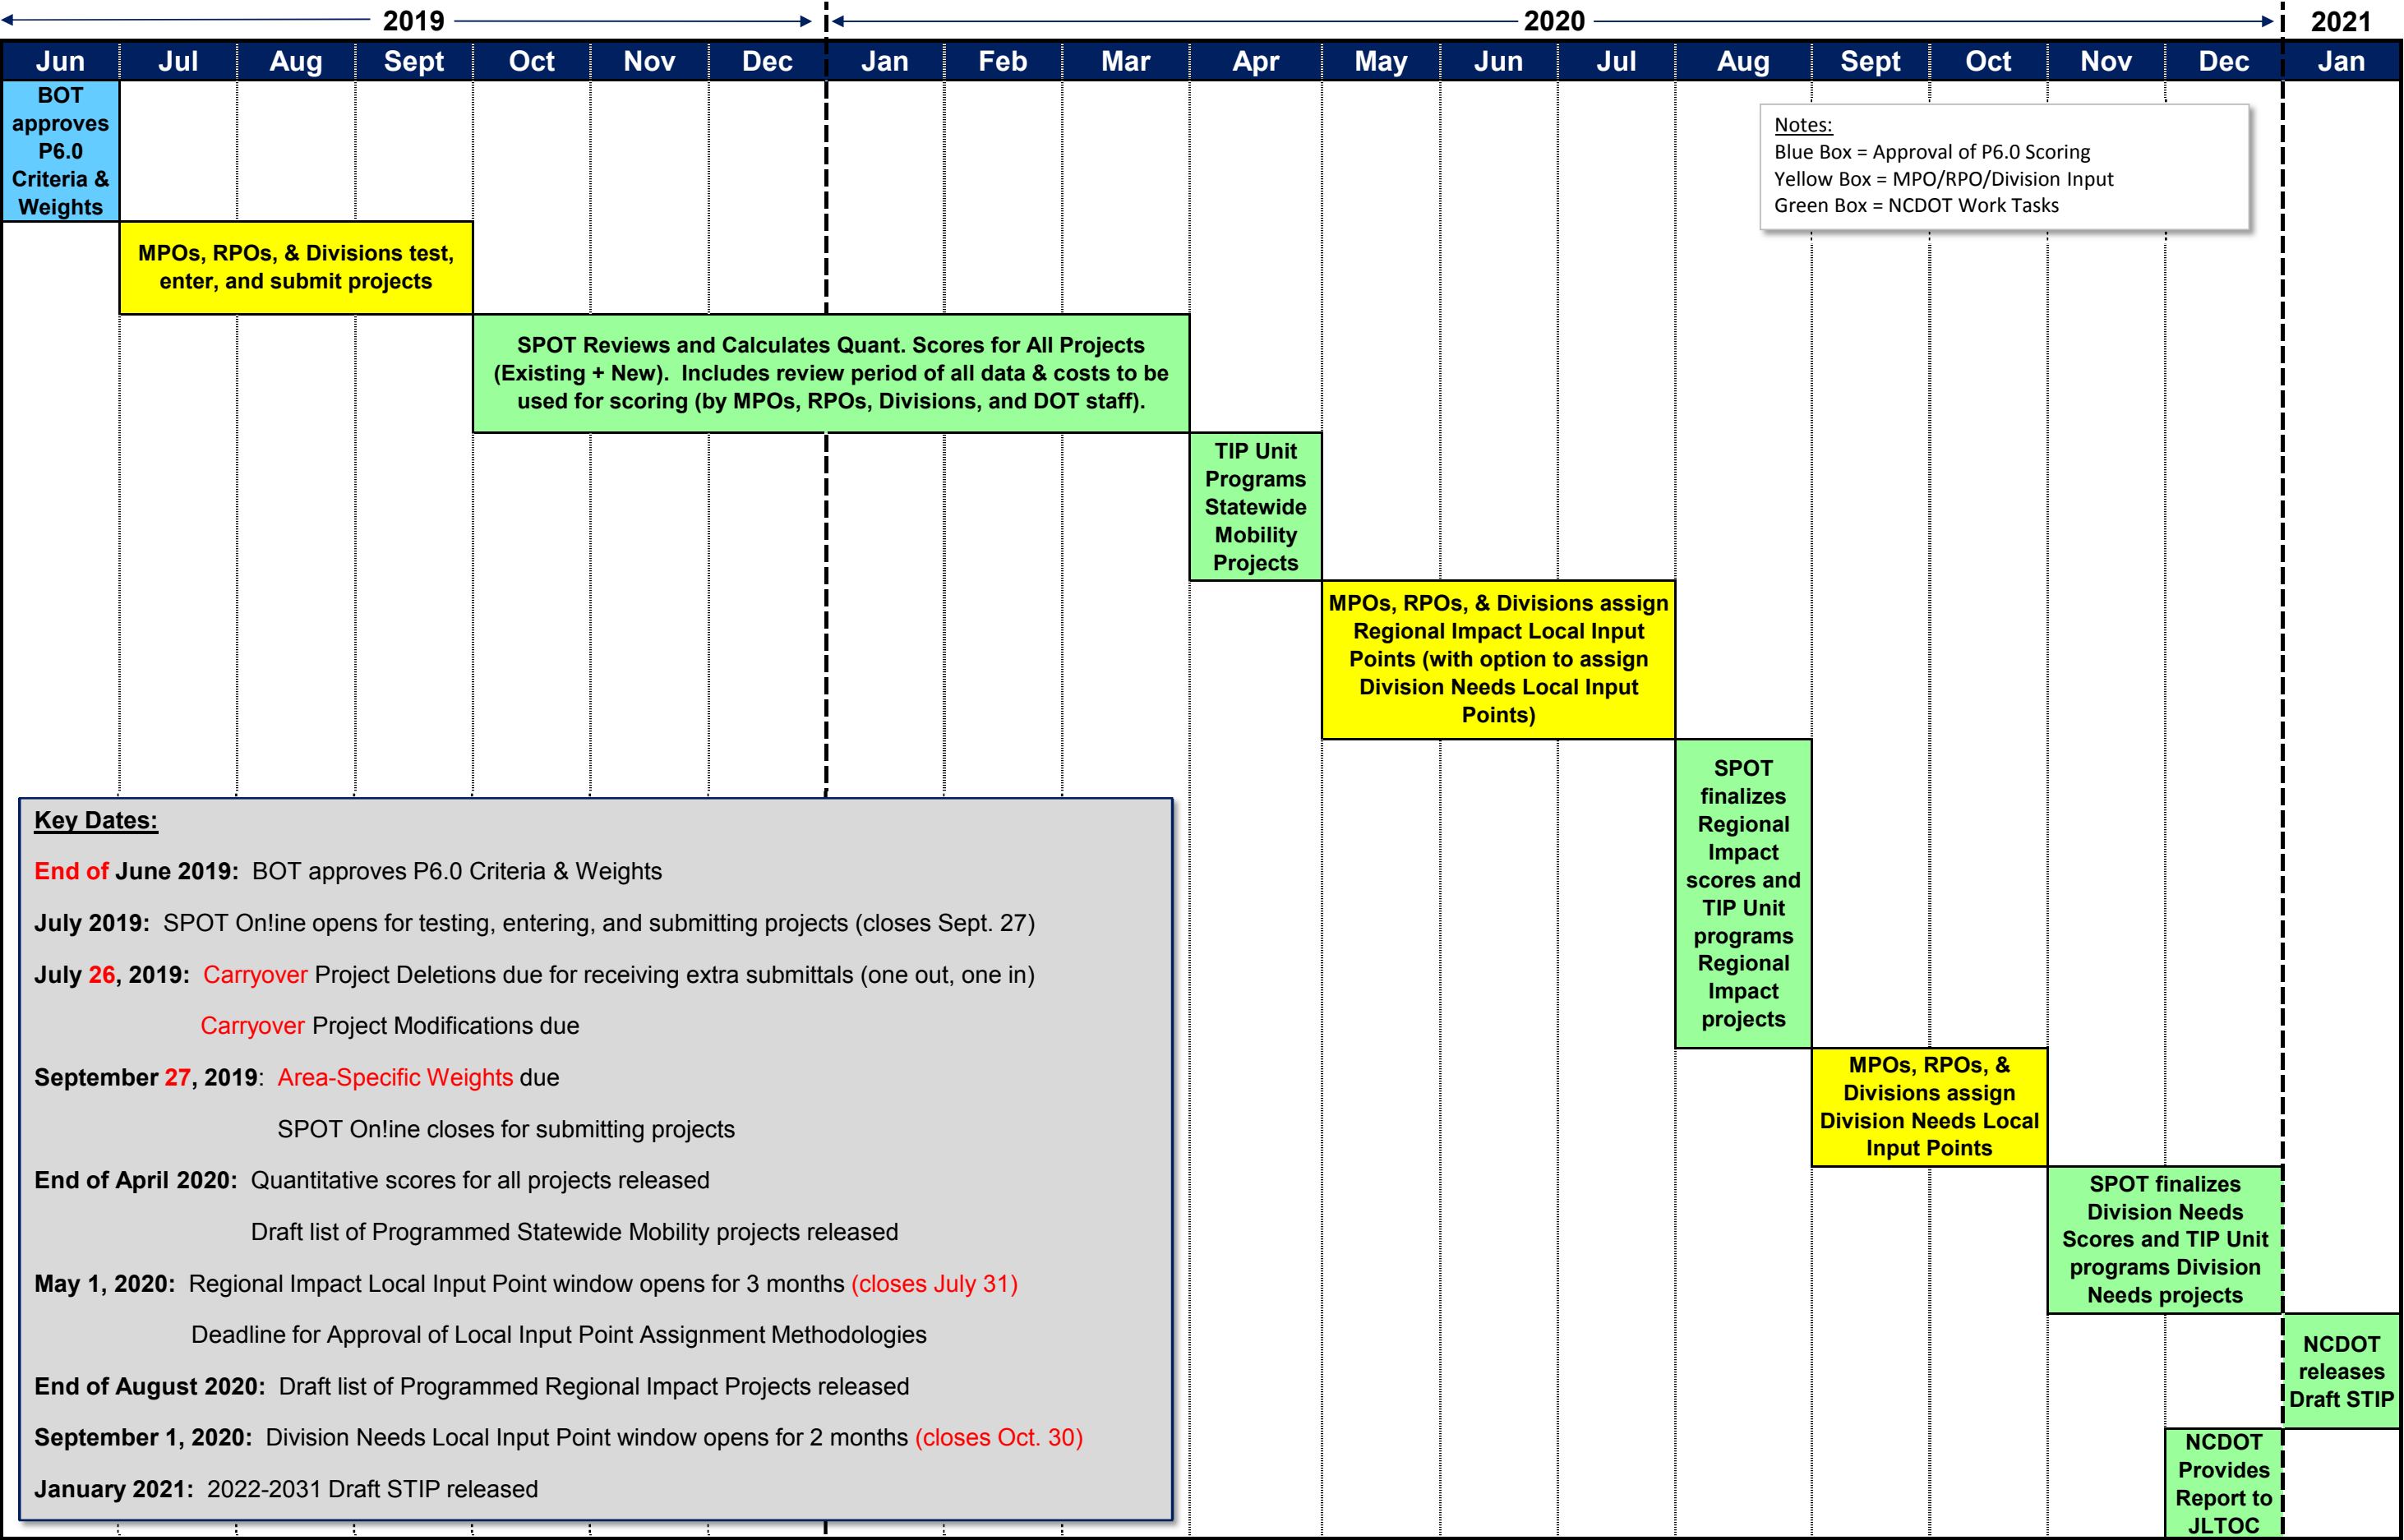 2019
2020
2021
Jun Jul Aug Sept Oct Nov Dec Jan Feb Mar Apr May Jun Jul Aug Sept Oct Nov Dec Jan
BOT
approves
P6.0
Criteria &
Weights
Notes:
Blue Box = Approval of P6.0 Scoring
Yellow Box = MPO/RPO/Division Input
Green Box = NCDOT Work Tasks
MPOs, RPOs, & Divisions test,
enter, and submit projects
SPOT Reviews and Calculates Quant. Scores for All Projects
(Existing + New). Includes review period of all data & costs to be
used for scoring (by MPOs, RPOs, Divisions, and DOT staff).
TIP Unit
Programs
Statewide
Mobility
Projects
MPOs, RPOs, & Divisions assign
Regional Impact Local Input
Points (with option to assign
Division Needs Local Input
Points)
SPOT
finalizes
Regional
Impact
scores and
TIP Unit
programs
Regional
Impact
projects
MPOs, RPOs, &
Divisions assign
Division Needs Local
Input Points
SPOT finalizes
Division Needs
Scores and TIP Unit
programs Division
Needs projects
NCDOT
releases
Draft STIP
NCDOT
Provides
Report to
JLTOC
Key Dates:
End of June 2019: BOT approves P6.0 Criteria & Weights
July 2019: SPOT On!ine opens for testing, entering, and submitting projects (closes Sept. 27)
July 26, 2019: Carryover Project Deletions due for receiving extra submittals (one out, one in)
Carryover Project Modifications due
September 27, 2019: Area-Specific Weights due
SPOT On!ine closes for submitting projects
End of April 2020: Quantitative scores for all projects released
Draft list of Programmed Statewide Mobility projects released
May 1, 2020: Regional Impact Local Input Point window opens for 3 months (closes July 31)
Deadline for Approval of Local Input Point Assignment Methodologies
End of August 2020: Draft list of Programmed Regional Impact Projects released
September 1, 2020: Division Needs Local Input Point window opens for 2 months (closes Oct. 30)
January 2021: 2022-2031 Draft STIP released